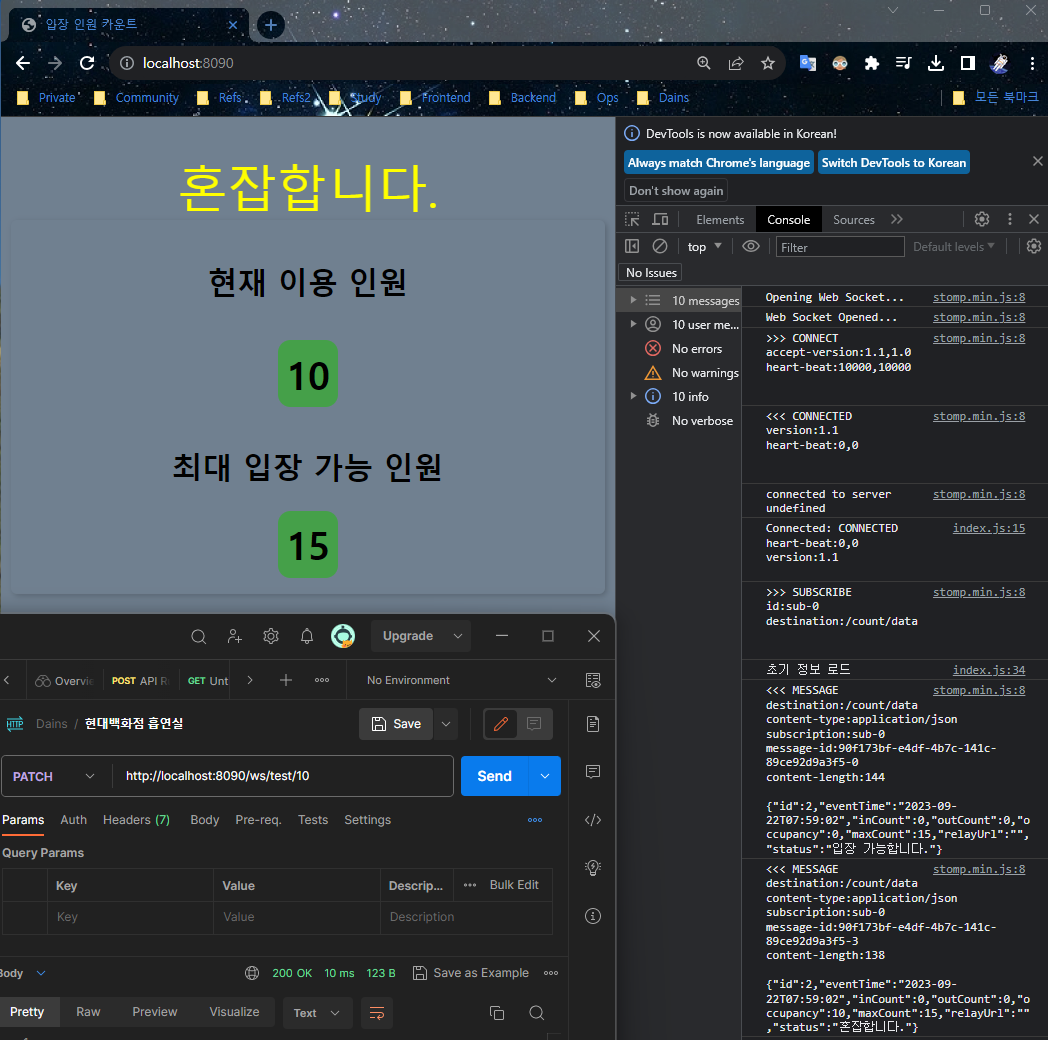 입장 인원 카운트
localhost:8090
Private
Community
Refs
Refs2
Study
Frontend
Backend
Ops
Dains
모든 북마크
혼잡합니다.
현재 이용 인원
10
최대 입장 가능 인원
15
DevTools is now available in Korean!
Always match Chrome's language
Switch DevTools to Korean
Don't show again
Elements
Console
Sources
top
Filter
Default levels
No Issues
10 messages
10 user me...
No errors
No warnings
10 info
No verbose
Opening Web Socket...
stomp.min.js:8
Web Socket Opened...
stomp.min.js:8
>>> CONNECT
stomp.min.js:8
accept-version:1.1,1.0
heart-beat:10000,10000
<<< CONNECTED
stomp.min.js:8
version:1.1
heart-beat:0,0
connected to server
stomp.min.js:8
undefined
Connected: CONNECTED
index.js:15
heart-beat:0,0
version:1.1
>>> SUBSCRIBE
stomp.min.js:8
id:sub-0
destination:/count/data
초기 정보 로드
index.js:34
<<< MESSAGE
stomp.min.js:8
destination:/count/data
content-type:application/json
subscription:sub-0
message-id:90f173bf-e4df-4b7c-141c-
89ce92d9a3f5-0
content-length:144
{"id":2,"eventTime":"2023-09-
22T07:59:02","inCount":0,"outCount":0,"o
ccupancy":0,"maxCount":15,"relayUrl":"",
"status":"입장 가능합니다."}
<<< MESSAGE
stomp.min.js:8
destination:/count/data
content-type:application/json
subscription:sub-0
message-id:90f173bf-e4df-4b7c-141c-
89ce92d9a3f5-3
content-length:138
{"id":2,"eventTime":"2023-09-
22T07:59:02","inCount":0,"outCount":0,"o
ccupancy":10,"maxCount":15,"relayUrl":""
,"status":"혼잡합니다."}
Upgrade
Overvie
POST API R
GET Unt
No Environment
HTTP
Dains / 현대백화점 흡연실
Save
PATCH
http://localhost:8090/ws/test/10
Send
Params
Auth
Headers (7)
Body
Pre-req.
Tests
Settings
Query Params
Key
Value
Descrip...
Bulk Edit
Key
Value
Description
Body
200 OK
10 ms
123 B
Save as Example
Pretty
Raw
Preview
Visualize
Text